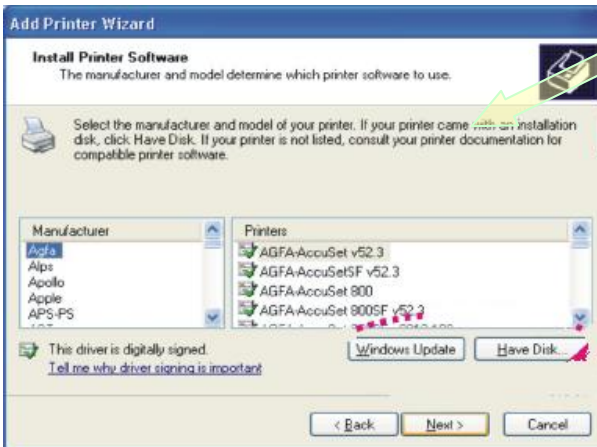 Add Printer Wizard
Install Printer Software
The manufacturer and model determine which printer software to use.
Select the manufacturer and model of your printer. If your printer came with an installation
disk, click Have Disk. If your printer is not listed, consult your printer documentation for
compatible printer software.
Manufacturer
Agfa
Alps
Apollo
Apple
APS-PS
Printers
AGFA-AccuSet v52.3
AGFA-AccuSetSF v52.3
AGFA-AccuSet 800
AGFA-AccuSet 800SF v52.3
This driver is digitally signed.
Tell me why driver signing is important
Windows Update
Have Disk...
< Back
Next >
Cancel